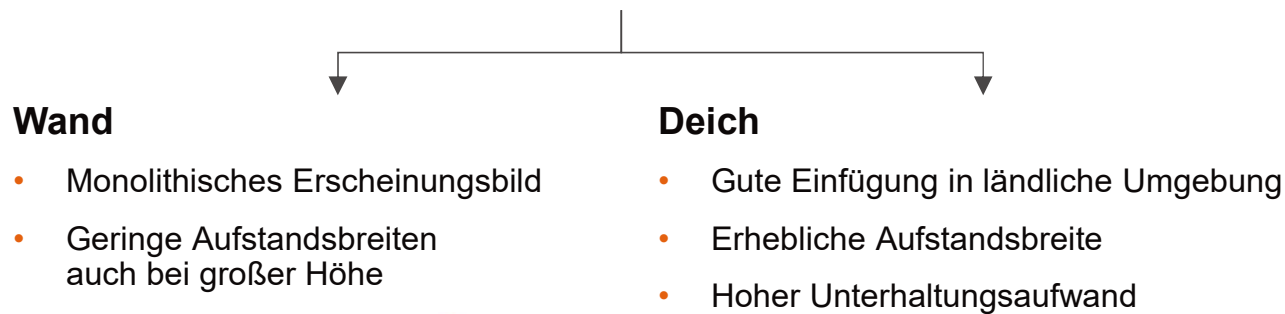 Wand
• Monolithisches Erscheinungsbild
• Geringe Aufstandsbreiten
auch bei großer Höhe
Deich
• Gute Einfügung in ländliche Umgebung
• Erhebliche Aufstandsbreite
• Hoher Unterhaltungsaufwand